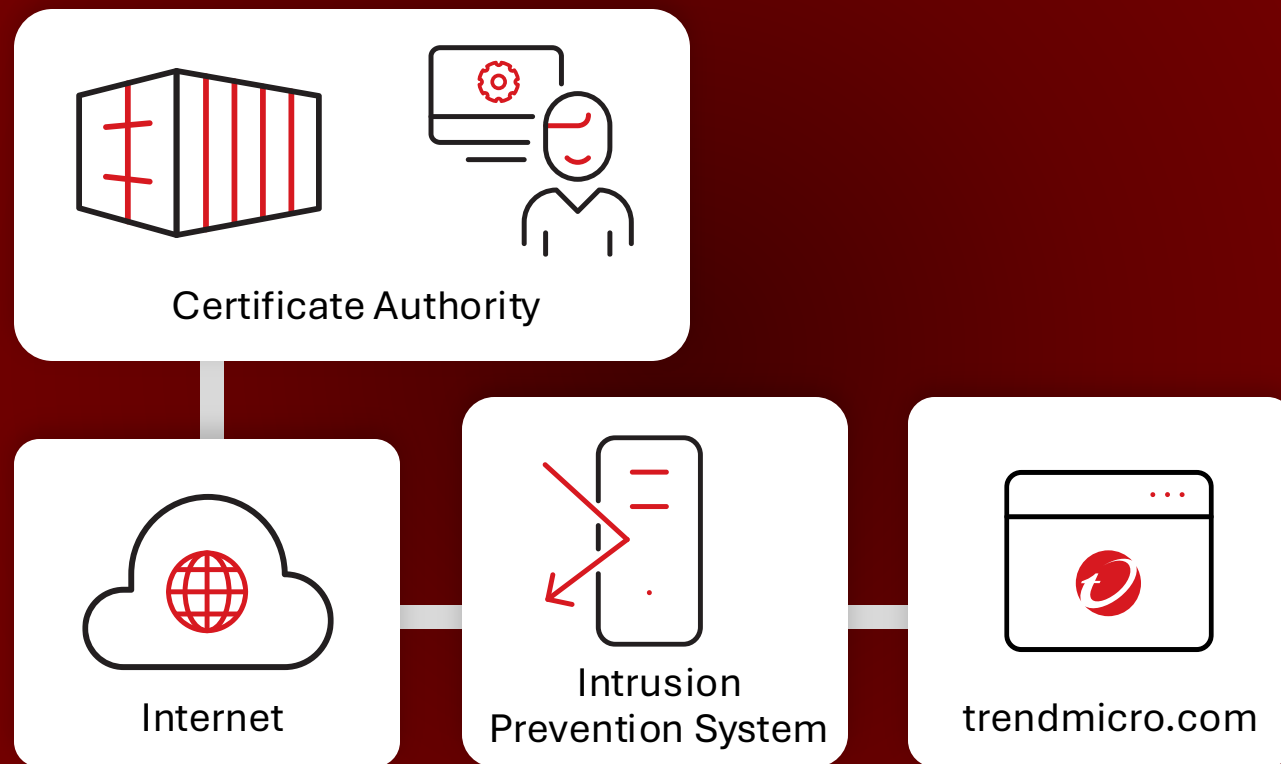 Certificate Authority
Internet
Intrusion
Prevention System
trendmicro.com